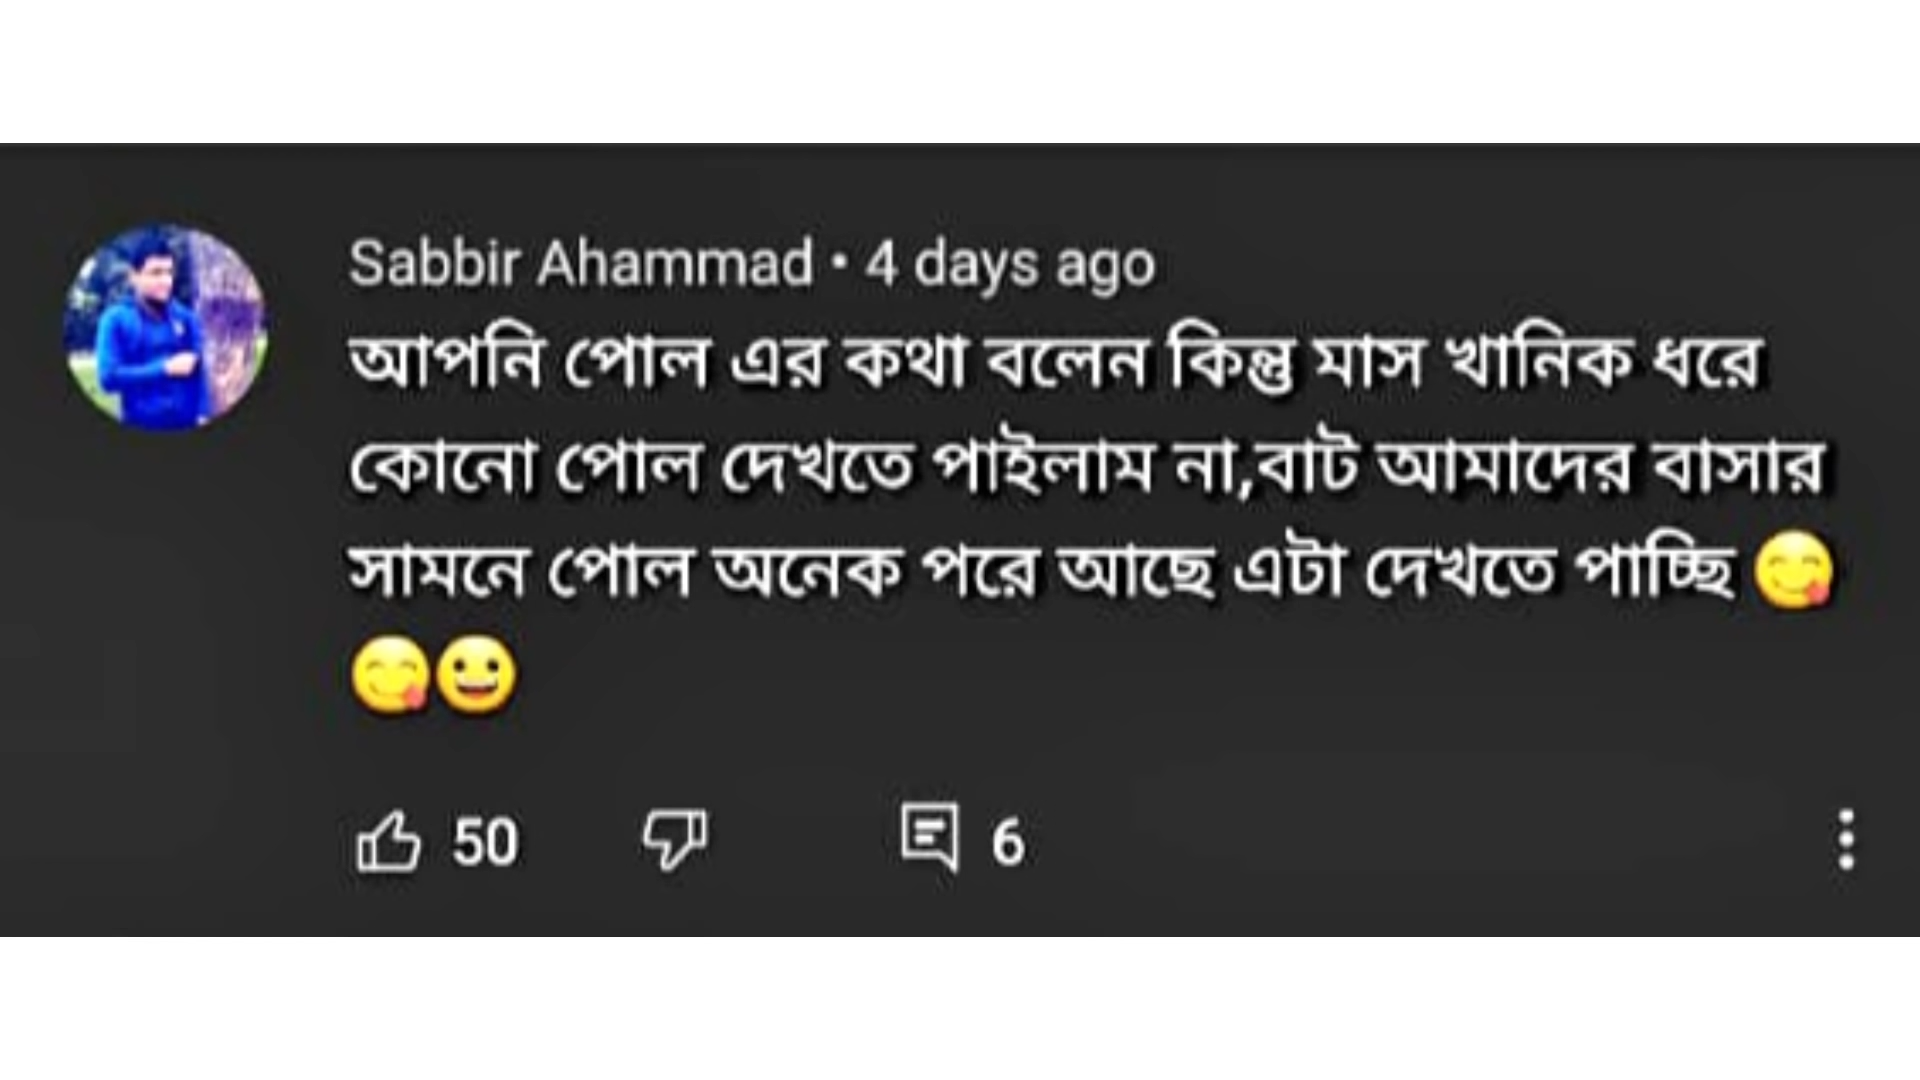 Sabbir Ahammad • 4 days ago
আপনি পোল এর কথা বলেন কিন্তু মাস খানিক ধরে
কোনো পোল দেখতে পাইলাম না,বাট আমাদের বাসার
সামনে পোল অনেক পরে আছে এটা দেখতে পাচ্ছি 😋
😋😀
50 6